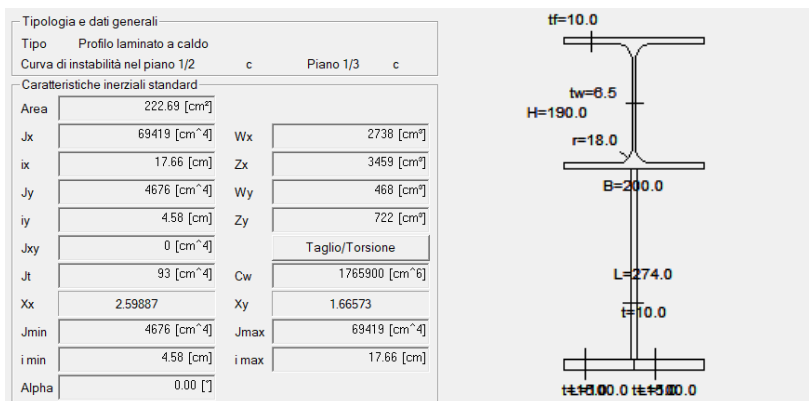 Tipologia e dati generali
Tipo Profilo laminato a caldo
Curva di instabilità nel piano 1/2 c Piano 1/3 c
Caratteristiche inerziali standard
Area 222.69 [cm²]
Jx 69419 [cm^4] Wx 2738 [cm³]
ix 17.66 [cm] Zx 3459 [cm³]
Jy 4676 [cm^4] Wy 468 [cm³]
iy 4.58 [cm] Zy 722 [cm³]
Jxy 0 [cm^4] Taglio/Torsione
Jt 93 [cm^4] Cw 1765900 [cm^6]
Xx 2.59887 Xy 1.66573
Jmin 4676 [cm^4] Jmax 69419 [cm^4]
i min 4.58 [cm] i max 17.66 [cm]
Alpha 0.00 [°]
tf=10.0
tw=6.5
H=190.0
r=18.0
B=200.0
L=274.0
t=10.0